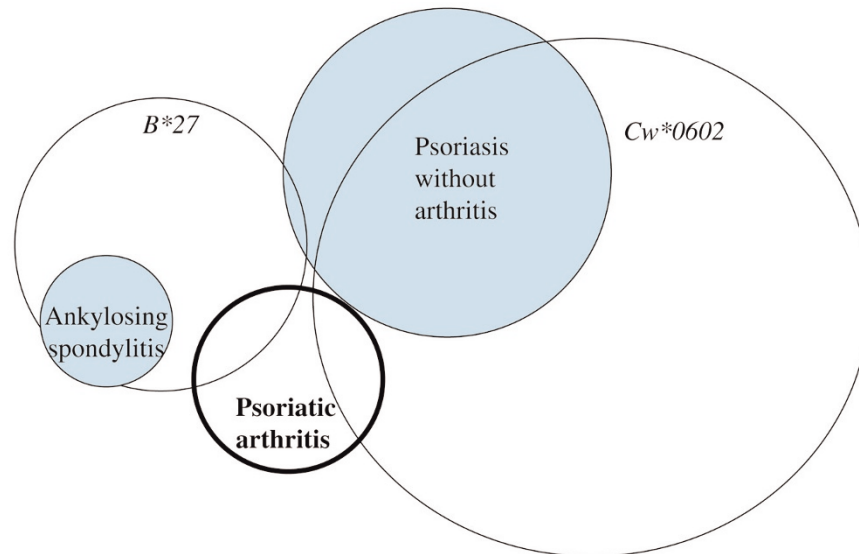 B*27
Cw*0602
Psoriasis
without
arthritis
Ankylosing
spondylitis
Psoriatic
arthritis